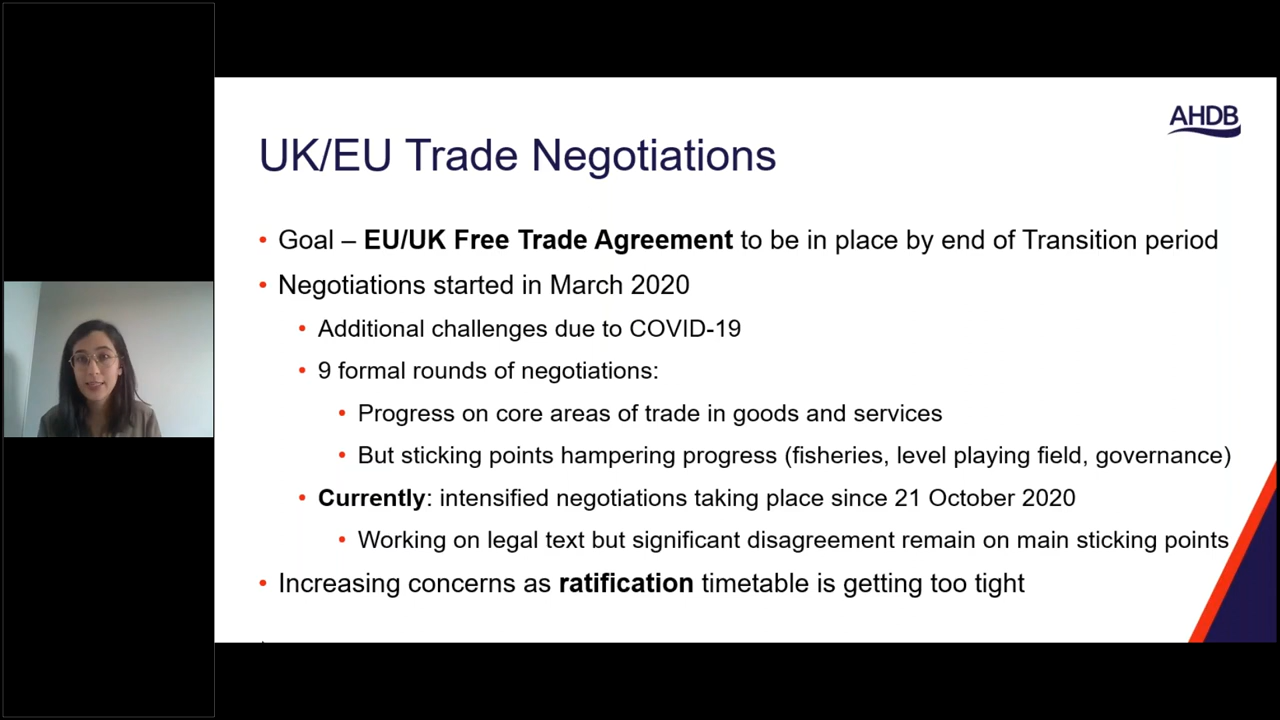 AHDB
UK/EU Trade Negotiations
• Goal – EU/UK Free Trade Agreement to be in place by end of Transition period
• Negotiations started in March 2020
• Additional challenges due to COVID-19
• 9 formal rounds of negotiations:
• Progress on core areas of trade in goods and services
• But sticking points hampering progress (fisheries, level playing field, governance)
• Currently: intensified negotiations taking place since 21 October 2020
• Working on legal text but significant disagreement remain on main sticking points
• Increasing concerns as ratification timetable is getting too tight